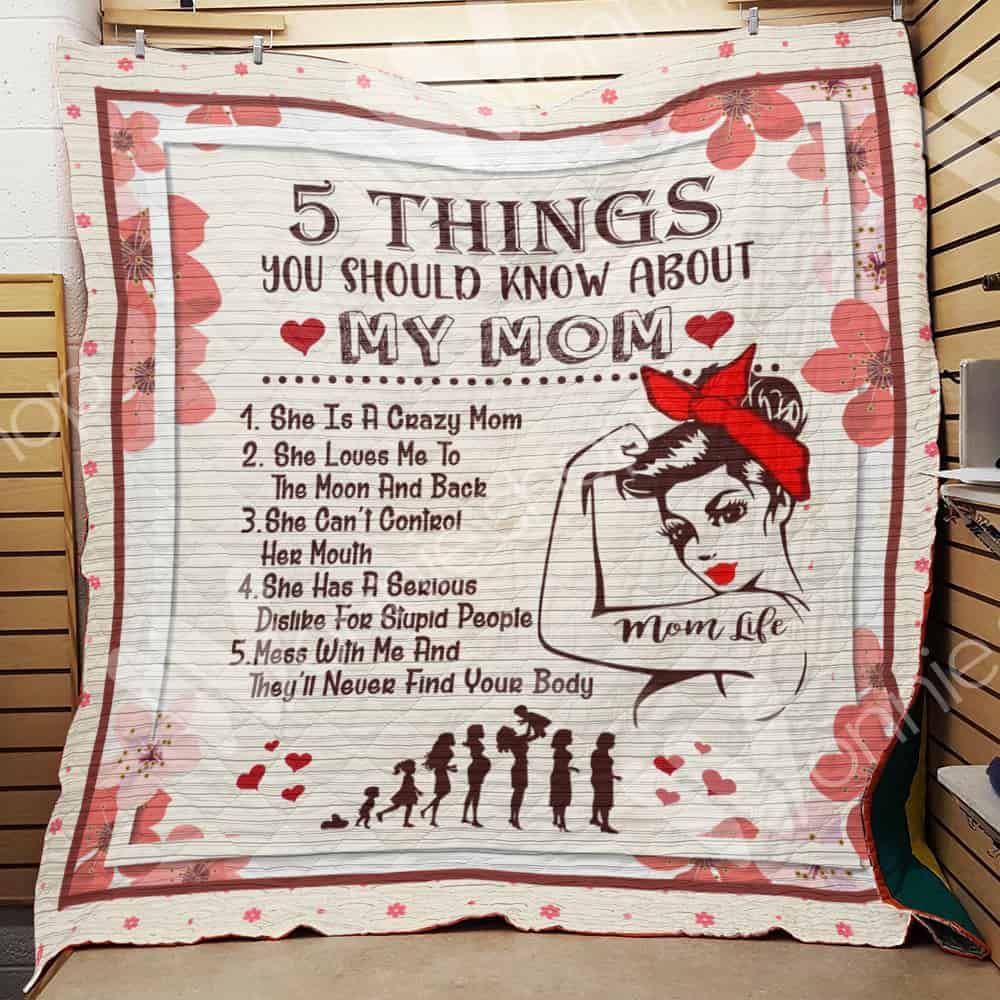 5 THINGS
YOU SHOULD KNOW ABOUT
MY MOM
1. She Is A Crazy Mom
2. She Loves Me To
The Moon And Back
3.She Can't Control
Her Mouth
4.She Has A Serious
Dislike For Stupid People
5.Mess With Me And
They'll Never Find Your Body
Mom Life